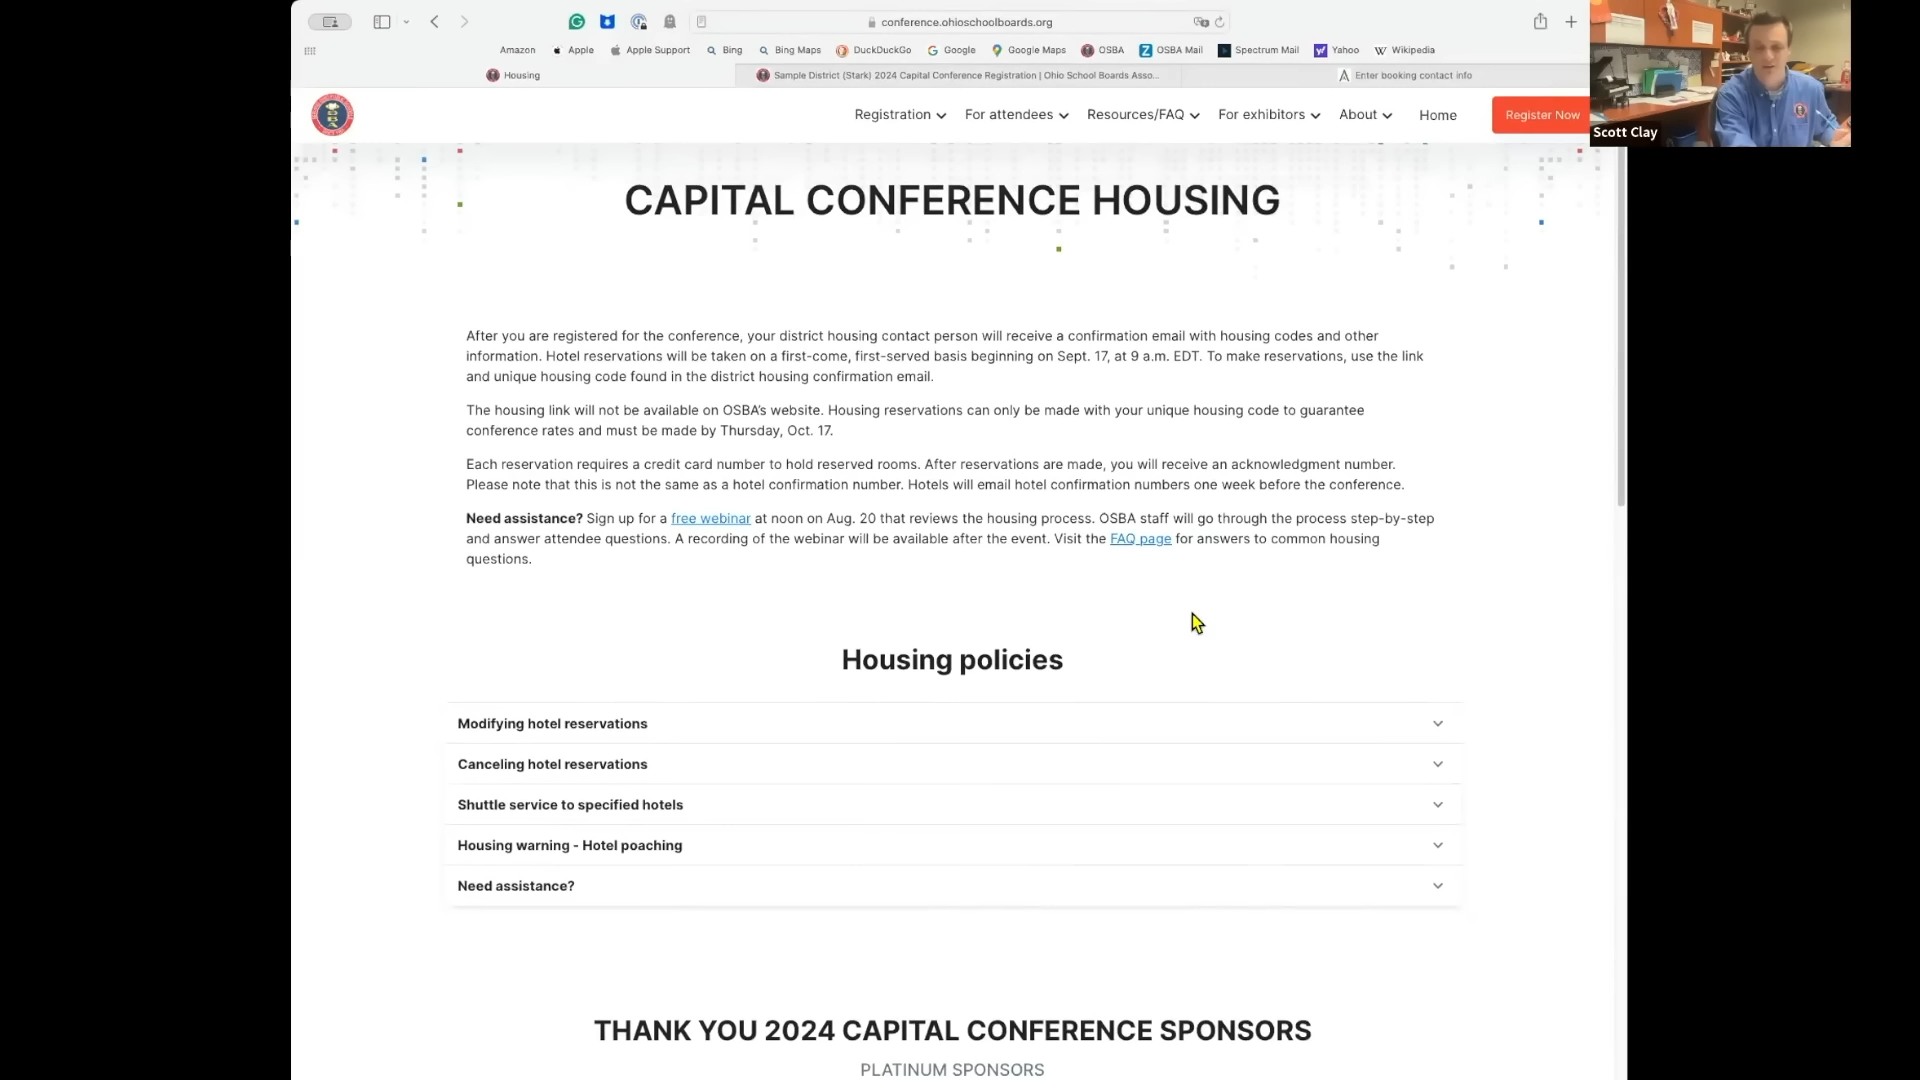 conference.ohioschoolboards.org
Amazon Apple Apple Support Bing Bing Maps DuckDuckGo Google Google Maps OSBA OSBA Mail Spectrum Mail Yahoo Wikipedia
Housing
Sample District (Stark) 2024 Capital Conference Registration | Ohio School Boards Asso...
Enter booking contact info
Registration For attendees Resources/FAQ For exhibitors About Home Register Now
Scott Clay
CAPITAL CONFERENCE HOUSING
After you are registered for the conference, your district housing contact person will receive a confirmation email with housing codes and other
information. Hotel reservations will be taken on a first-come, first-served basis beginning on Sept. 17, at 9 a.m. EDT. To make reservations, use the link
and unique housing code found in the district housing confirmation email.
The housing link will not be available on OSBA's website. Housing reservations can only be made with your unique housing code to guarantee
conference rates and must be made by Thursday, Oct. 17.
Each reservation requires a credit card number to hold reserved rooms. After reservations are made, you will receive an acknowledgment number.
Please note that this is not the same as a hotel confirmation number. Hotels will email hotel confirmation numbers one week before the conference.
Need assistance? Sign up for a free webinar at noon on Aug. 20 that reviews the housing process. OSBA staff will go through the process step-by-step
and answer attendee questions. A recording of the webinar will be available after the event. Visit the FAQ page for answers to common housing
questions.
Housing policies
Modifying hotel reservations
Canceling hotel reservations
Shuttle service to specified hotels
Housing warning - Hotel poaching
Need assistance?
THANK YOU 2024 CAPITAL CONFERENCE SPONSORS
PLATINUM SPONSORS